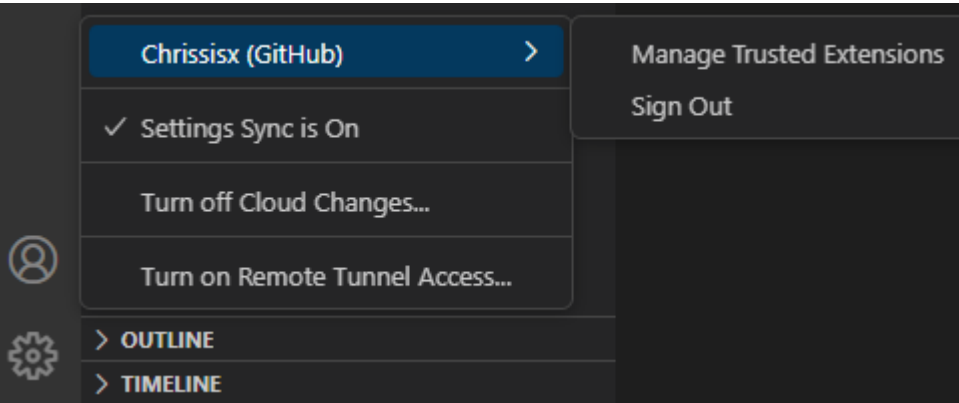 Chrissisx (GitHub)
Manage Trusted Extensions
Sign Out
Settings Sync is On
Turn off Cloud Changes...
Turn on Remote Tunnel Access...
OUTLINE
TIMELINE